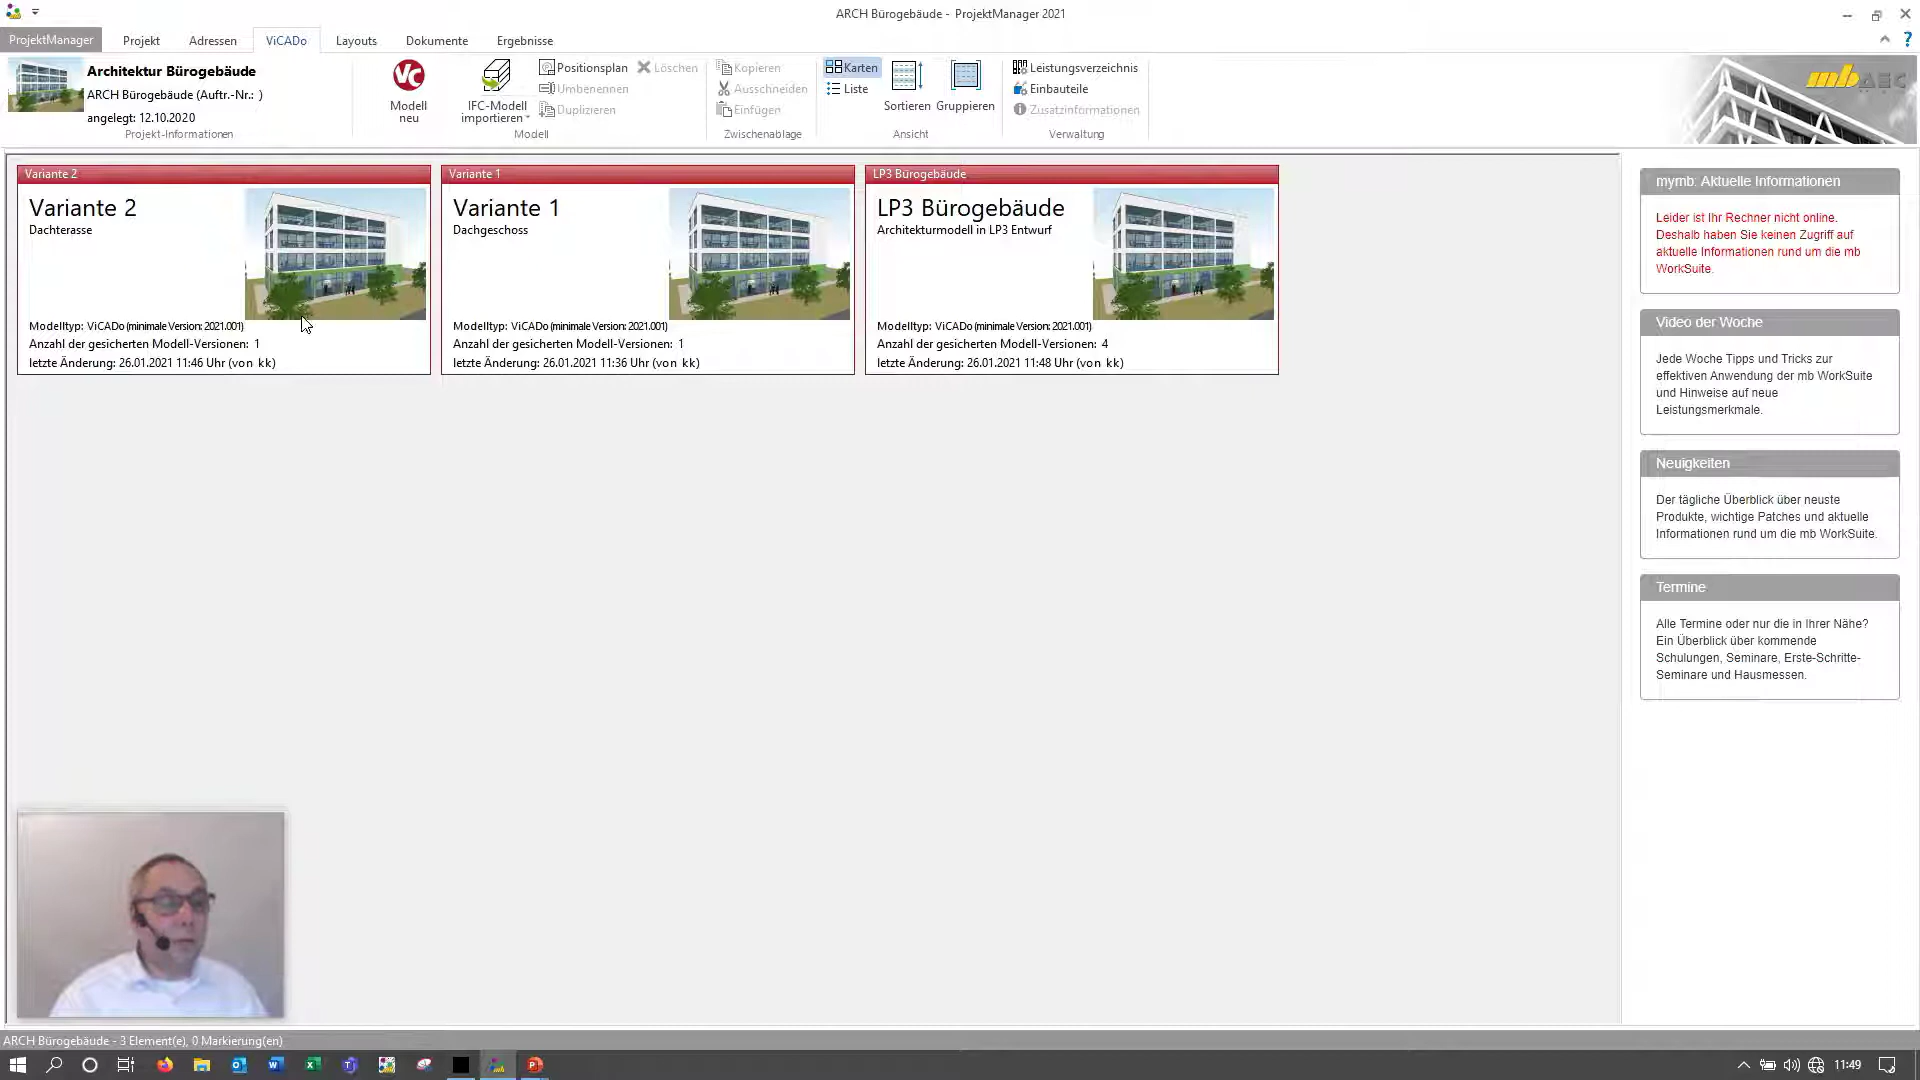 ARCH Bürogebäude - ProjektManager 2021
ProjektManager
Projekt
Adressen
ViCADo
Layouts
Dokumente
Ergebnisse
?
Architektur Bürogebäude
ARCH Bürogebäude (Auftr.-Nr.: )
angelegt: 12.10.2020
Projekt-Informationen
Modell
neu
IFC-Modell
importieren
Positionsplan
Umbenennen
Duplizieren
Löschen
Modell
Kopieren
Ausschneiden
Einfügen
Zwischenablage
Karten
Liste
Sortieren
Gruppieren
Ansicht
Leistungsverzeichnis
Einbauteile
Zusatzinformationen
Verwaltung
mb AEC
Variante 2
Variante 2
Dachterasse
Modelltyp: ViCADo (minimale Version: 2021.001)
Anzahl der gesicherten Modell-Versionen: 1
letzte Änderung: 26.01.2021 11:46 Uhr (von kk)
Variante 1
Variante 1
Dachgeschoss
Modelltyp: ViCADo (minimale Version: 2021.001)
Anzahl der gesicherten Modell-Versionen: 1
letzte Änderung: 26.01.2021 11:36 Uhr (von kk)
LP3 Bürogebäude
LP3 Bürogebäude
Architekturmodell in LP3 Entwurf
Modelltyp: ViCADo (minimale Version: 2021.001)
Anzahl der gesicherten Modell-Versionen: 4
letzte Änderung: 26.01.2021 11:48 Uhr (von kk)
mymb: Aktuelle Informationen
Leider ist Ihr Rechner nicht online.
Deshalb haben Sie keinen Zugriff auf
aktuelle Informationen rund um die mb
WorkSuite.
Video der Woche
Jede Woche Tipps und Tricks zur
effektiven Anwendung der mb WorkSuite
und Hinweise auf neue
Leistungsmerkmale.
Neuigkeiten
Der tägliche Überblick über neuste
Produkte, wichtige Patches und aktuelle
Informationen rund um die mb WorkSuite.
Termine
Alle Termine oder nur die in Ihrer Nähe?
Ein Überblick über kommende
Schulungen, Seminare, Erste-Schritte-
Seminare und Hausmessen.
ARCH Bürogebäude - 3 Element(e), 0 Markierung(en)
11:49